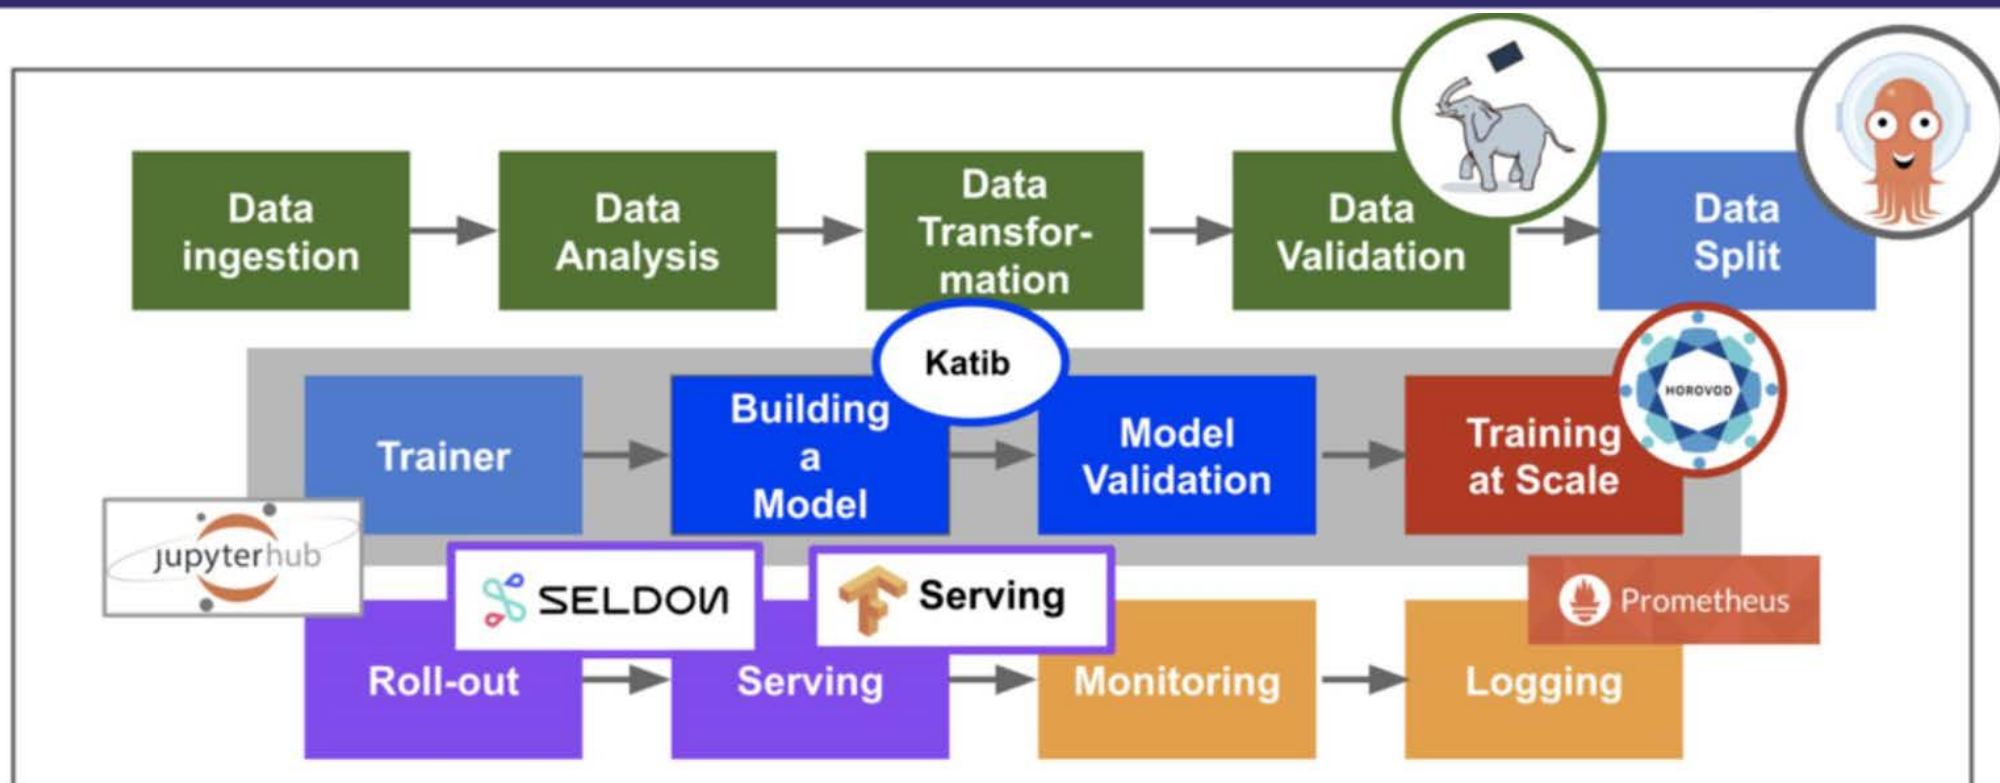 Data
ingestion
Data
Analysis
Data
Transfor-
mation
Data
Validation
Data
Split
Katib
Trainer
Building
a
Model
Model
Validation
Training
at Scale
HOROVOD
jupyterhub
SELDON
Serving
Prometheus
Roll-out
Serving
Monitoring
Logging